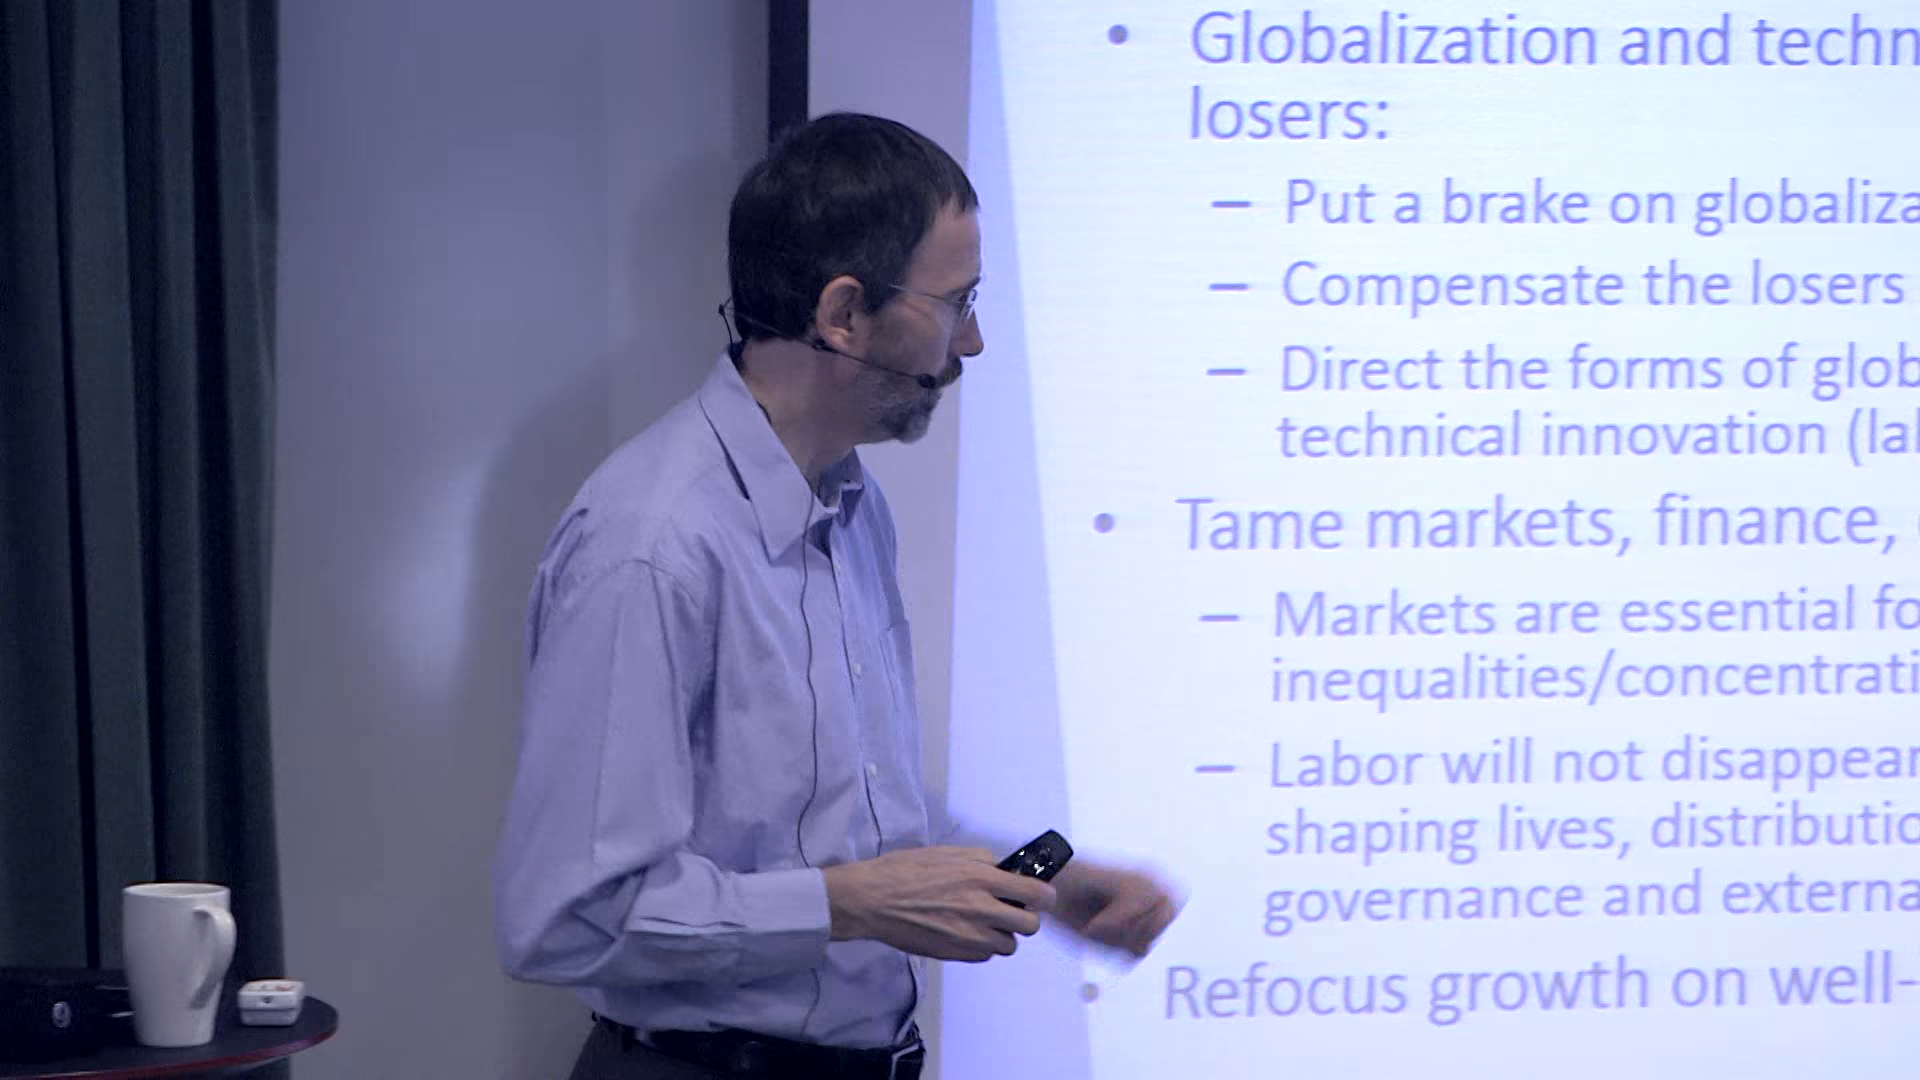 • Globalization and techn
losers:
– Put a brake on globaliza
– Compensate the losers
– Direct the forms of glob
technical innovation (lab
• Tame markets, finance,
– Markets are essential fo
inequalities/concentrati
– Labor will not disappear
shaping lives, distributio
governance and externa
• Refocus growth on well-